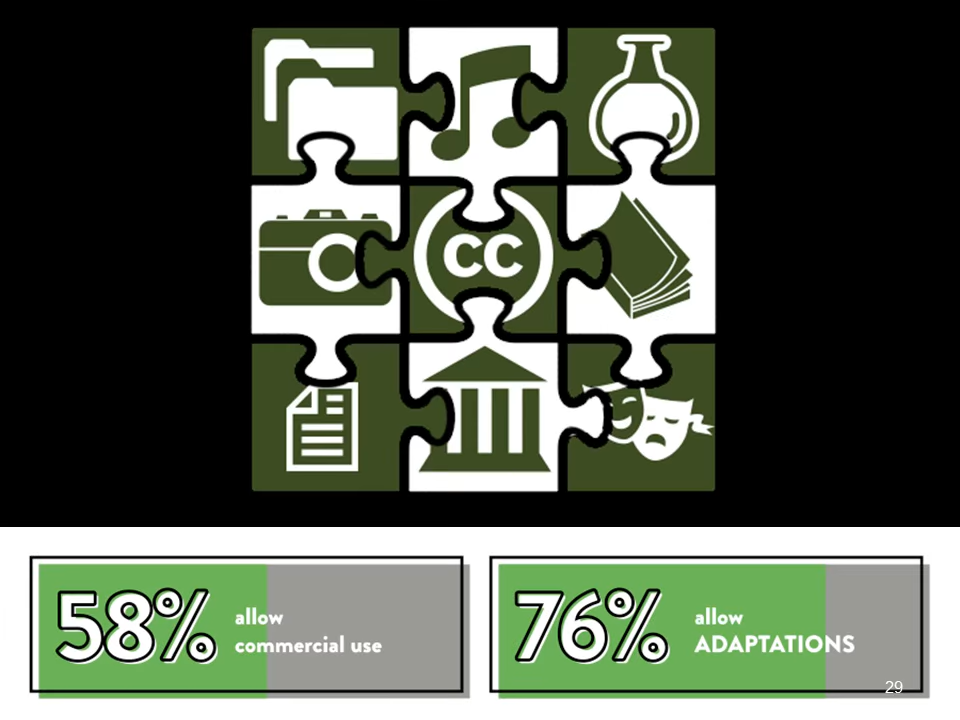 CC
58%
allow
commercial use
76%
allow
ADAPTATIONS
29